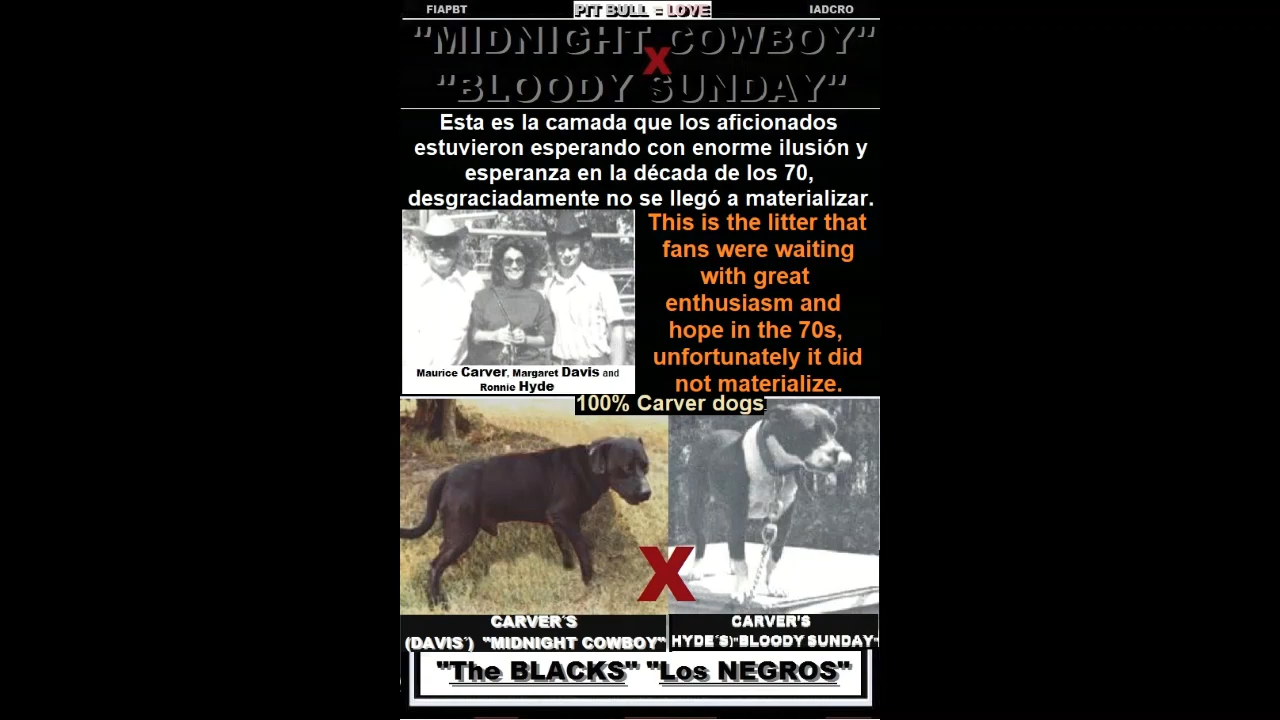 FIAPBT PIT BULL = LOVE IADCRO
"MIDNIGHT COWBOY"
X
"BLOODY SUNDAY"
Esta es la camada que los aficionados
estuvieron esperando con enorme ilusión y
esperanza en la década de los 70,
desgraciadamente no se llegó a materializar.
This is the litter that
fans were waiting
with great
enthusiasm and
hope in the 70s,
unfortunately it did
not materialize.
Maurice Carver, Margaret Davis and
Ronnie Hyde
100% Carver dogs
X
CARVER´S
(DAVIS´) "MIDNIGHT COWBOY"
CARVER'S
HYDE´S)"BLOODY SUNDAY"
"The BLACKS" "Los NEGROS"